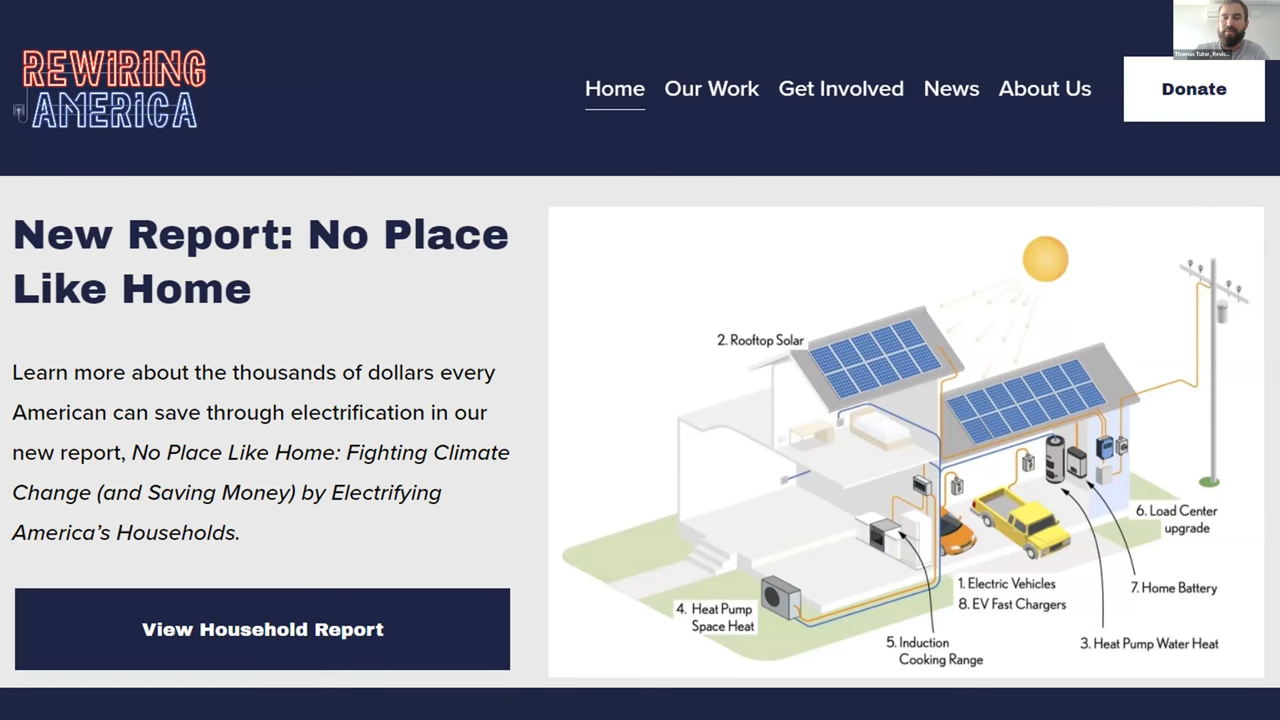 REWIRING
AMERICA
Home Our Work Get Involved News About Us Donate
Thomas Tutor, Revis...
New Report: No Place
Like Home
Learn more about the thousands of dollars every
American can save through electrification in our
new report, No Place Like Home: Fighting Climate
Change (and Saving Money) by Electrifying
America's Households.
View Household Report
2. Rooftop Solar
6. Load Center
upgrade
1. Electric Vehicles
8. EV Fast Chargers
7. Home Battery
4. Heat Pump
Space Heat
5. Induction
Cooking Range
3. Heat Pump Water Heat